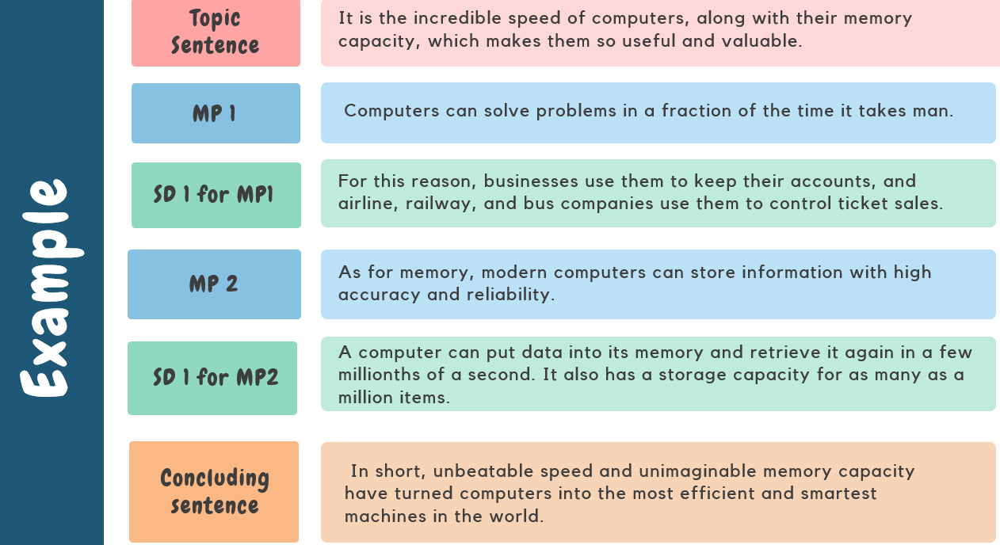 Example
Topic
Sentence
It is the incredible speed of computers, along with their memory
capacity, which makes them so useful and valuable.
MP 1
Computers can solve problems in a fraction of the time it takes man.
SD 1 for MP1
For this reason, businesses use them to keep their accounts, and
airline, railway, and bus companies use them to control ticket sales.
MP 2
As for memory, modern computers can store information with high
accuracy and reliability.
SD 1 for MP2
A computer can put data into its memory and retrieve it again in a few
millionths of a second. It also has a storage capacity for as many as a
million items.
Concluding
sentence
In short, unbeatable speed and unimaginable memory capacity
have turned computers into the most efficient and smartest
machines in the world.